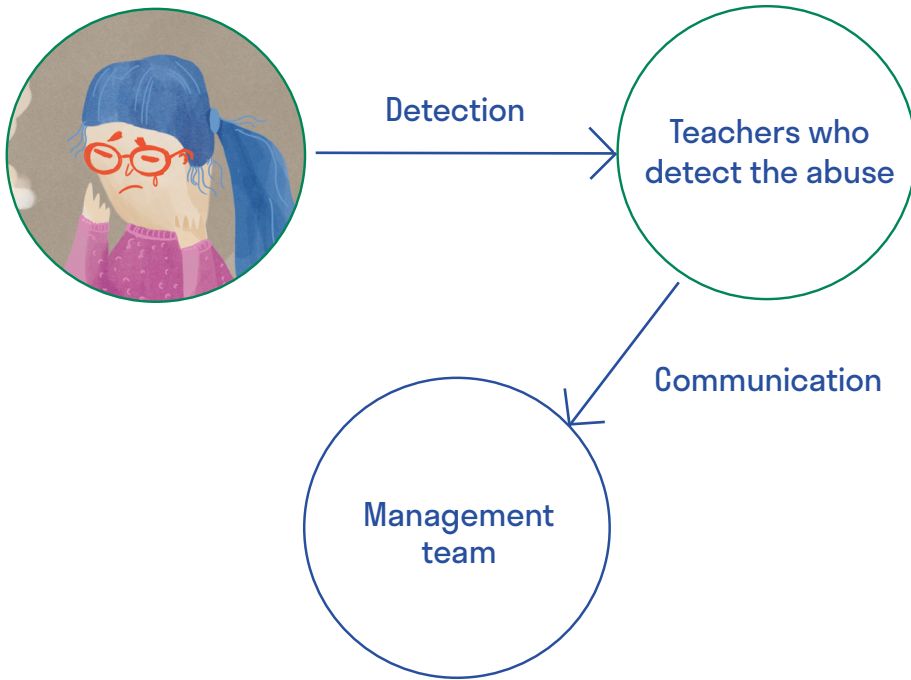 Detection
Teachers who
detect the abuse
Communication
Management
team